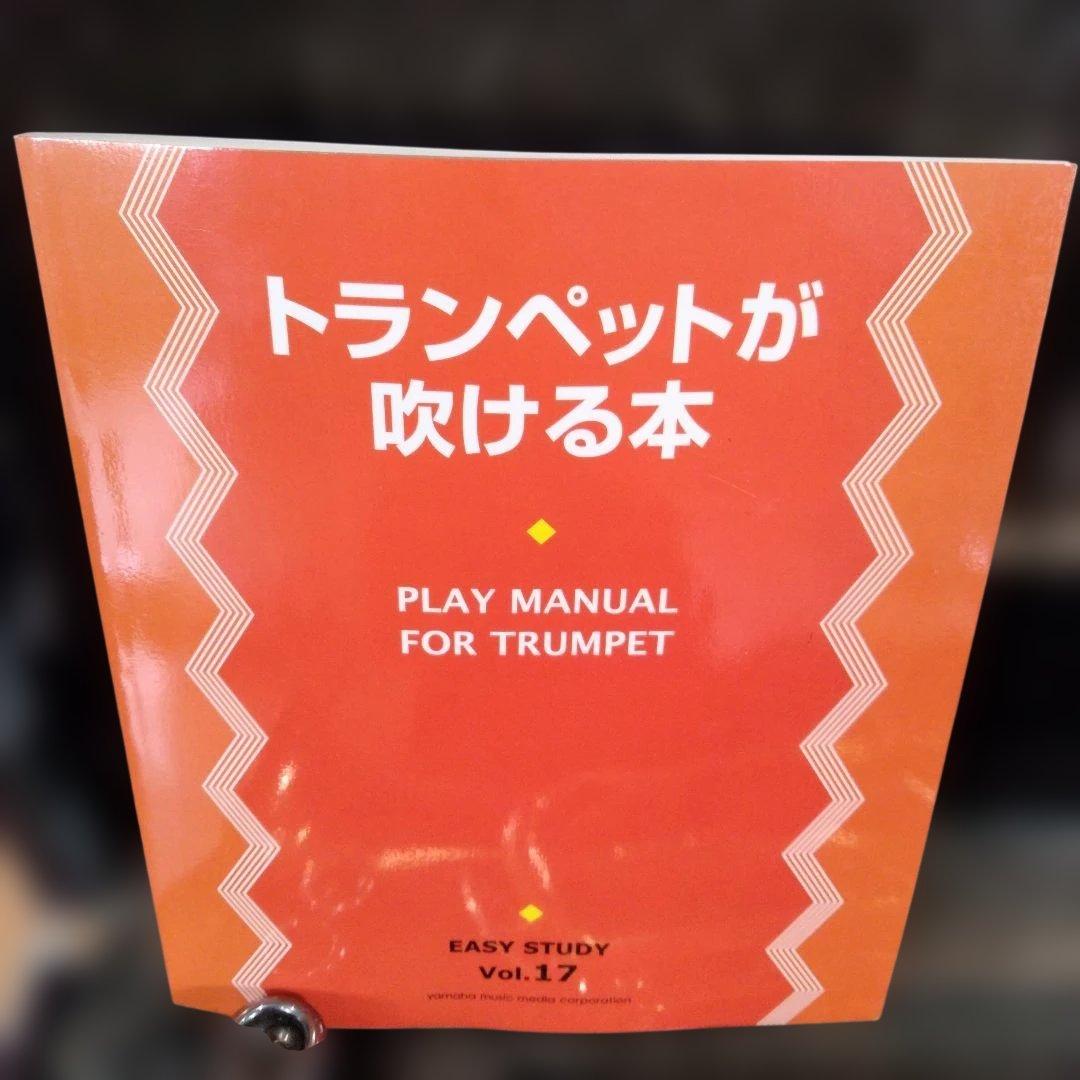 トランペットが
吹ける本
PLAY MANUAL
FOR TRUMPET
EASY STUDY
Vol.17
yamaha music media corporation